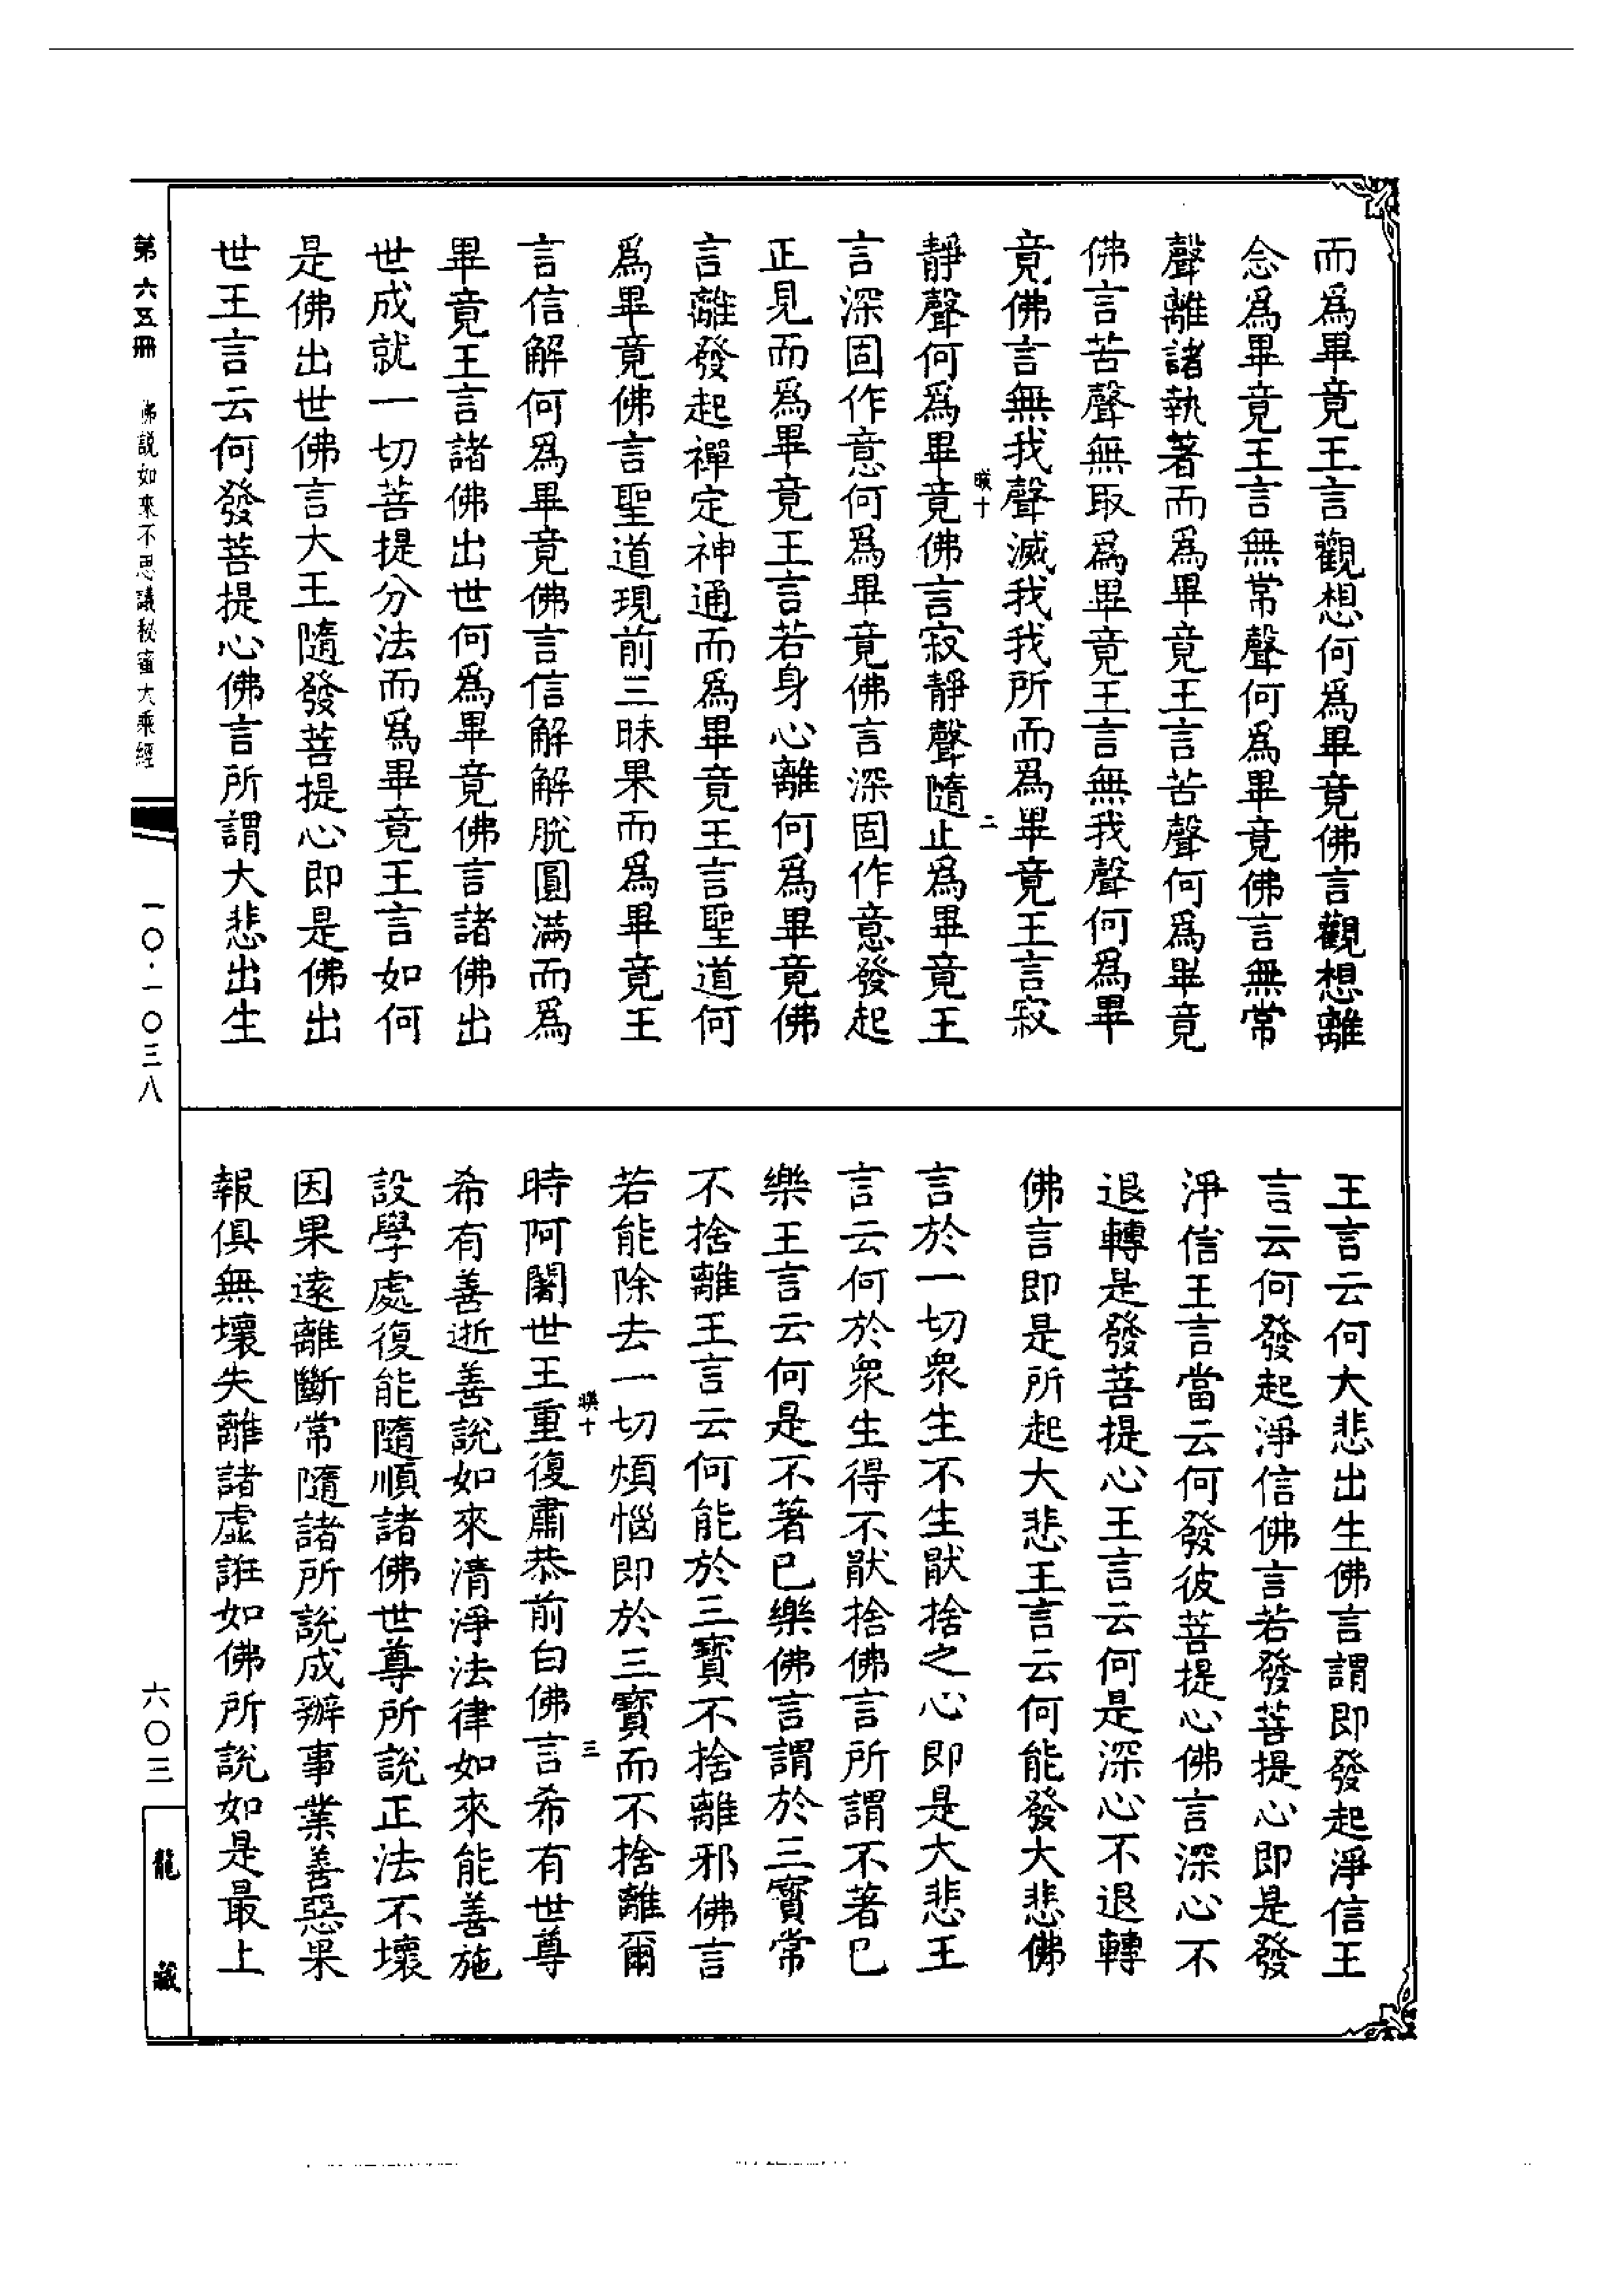 而爲畢竟王言觀想何爲畢竟佛言觀想離
念爲畢竟王言無常聲何爲畢竟佛言無常
聲離諸執著而爲畢竟王言苦聲何爲畢竟
佛言苦聲無取爲畢竟王言無我聲何爲畢
竟佛言無我聲滅我我所而爲畢竟王言寂
靜聲何爲畢竟佛言寂靜聲隨止爲畢竟王
言深固作意何爲畢竟佛言深固作意發起
正見而爲畢竟王言若身心離何爲畢竟佛
言離發起禪定神通而爲畢竟王言聖道何
爲畢竟佛言聖道現前三昧果而爲畢竟王
言信解何爲畢竟佛言信解解脫圓滿而爲
畢竟王言諸佛出世何爲畢竟佛言諸佛出
世成就一切菩提分法而爲畢竟王言如何
是佛出世佛言大王隨發菩提心即是佛出
世王言云何發菩提心佛言所謂大悲出生
王言云何大悲出生佛言謂即發起淨信王
言云何發起淨信佛言若發菩提心即是發
淨信王言當云何發彼菩提心佛言深心不
退轉是發菩提心王言云何是深心不退轉
佛言即是所起大悲王言云何能發大悲佛
言於一切衆生不生猒捨之心即是大悲王
言云何於衆生得不猒捨佛言所謂不著已
樂王言云何是不著已樂佛言謂於三寶常
不捨離王言云何能於三寶不捨離邪佛言
若能除去一切煩惱即於三寶而不捨離爾
時阿闍世王重復肅恭前白佛言希有世尊
希有善逝善說如來清淨法律如來能善施
設學處復能隨順諸佛世尊所說正法不壞
因果遠離斷常隨諸所說成辦事業善惡果
報俱無壞失離諸虛誑如佛所說如是最上
十
二
十
三
第六五冊
佛說如來不思議秘蜜大乘經
一〇·一〇三八
六〇三
龍藏